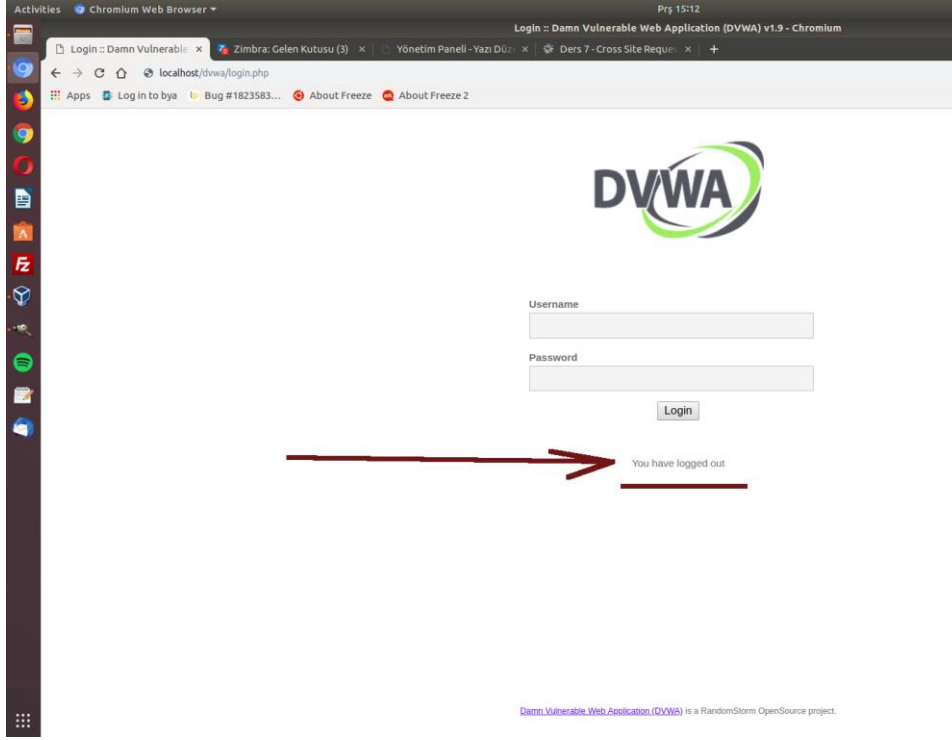 Activities Chromium Web Browser Prş 15:12
Login :: Damn Vulnerable Web Application (DVWA) v1.9 - Chromium
Login :: Damn Vulnerable Zimbra: Gelen Kutusu (3) Yönetim Paneli - Yazı Düz Ders 7 - Cross Site Reques
localhost/dvwa/login.php
Apps Log in to bya Bug #1823583... About Freeze About Freeze 2
DVWA
Username
Password
Login
You have logged out
Damn Vulnerable Web Application (DVWA) is a RandomStorm OpenSource project.